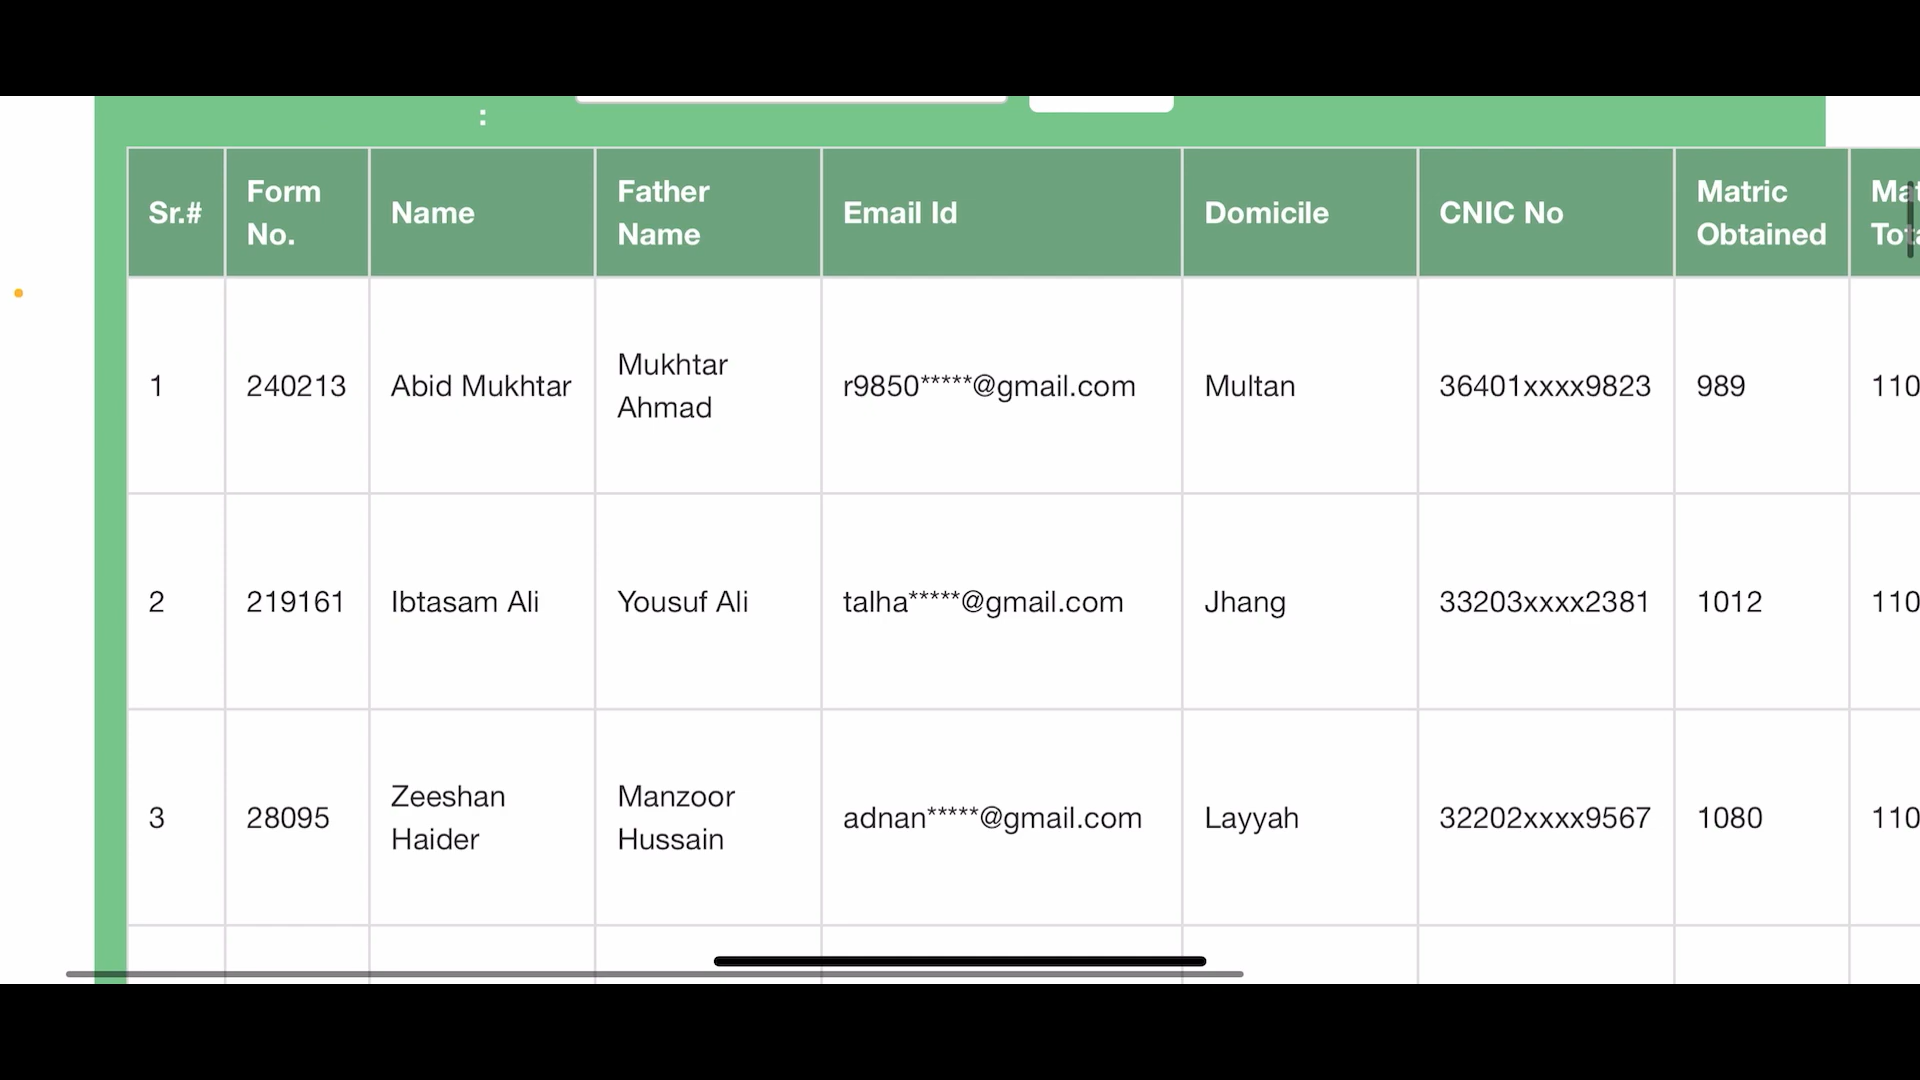 :
Sr.# Form No. Name Father Name Email Id Domicile CNIC No Matric Obtained
1 240213 Abid Mukhtar Mukhtar Ahmad r9850*****@gmail.com Multan 36401xxxx9823 989 110
2 219161 Ibtasam Ali Yousuf Ali talha*****@gmail.com Jhang 33203xxxx2381 1012 110
3 28095 Zeeshan Haider Manzoor Hussain adnan*****@gmail.com Layyah 32202xxxx9567 1080 110